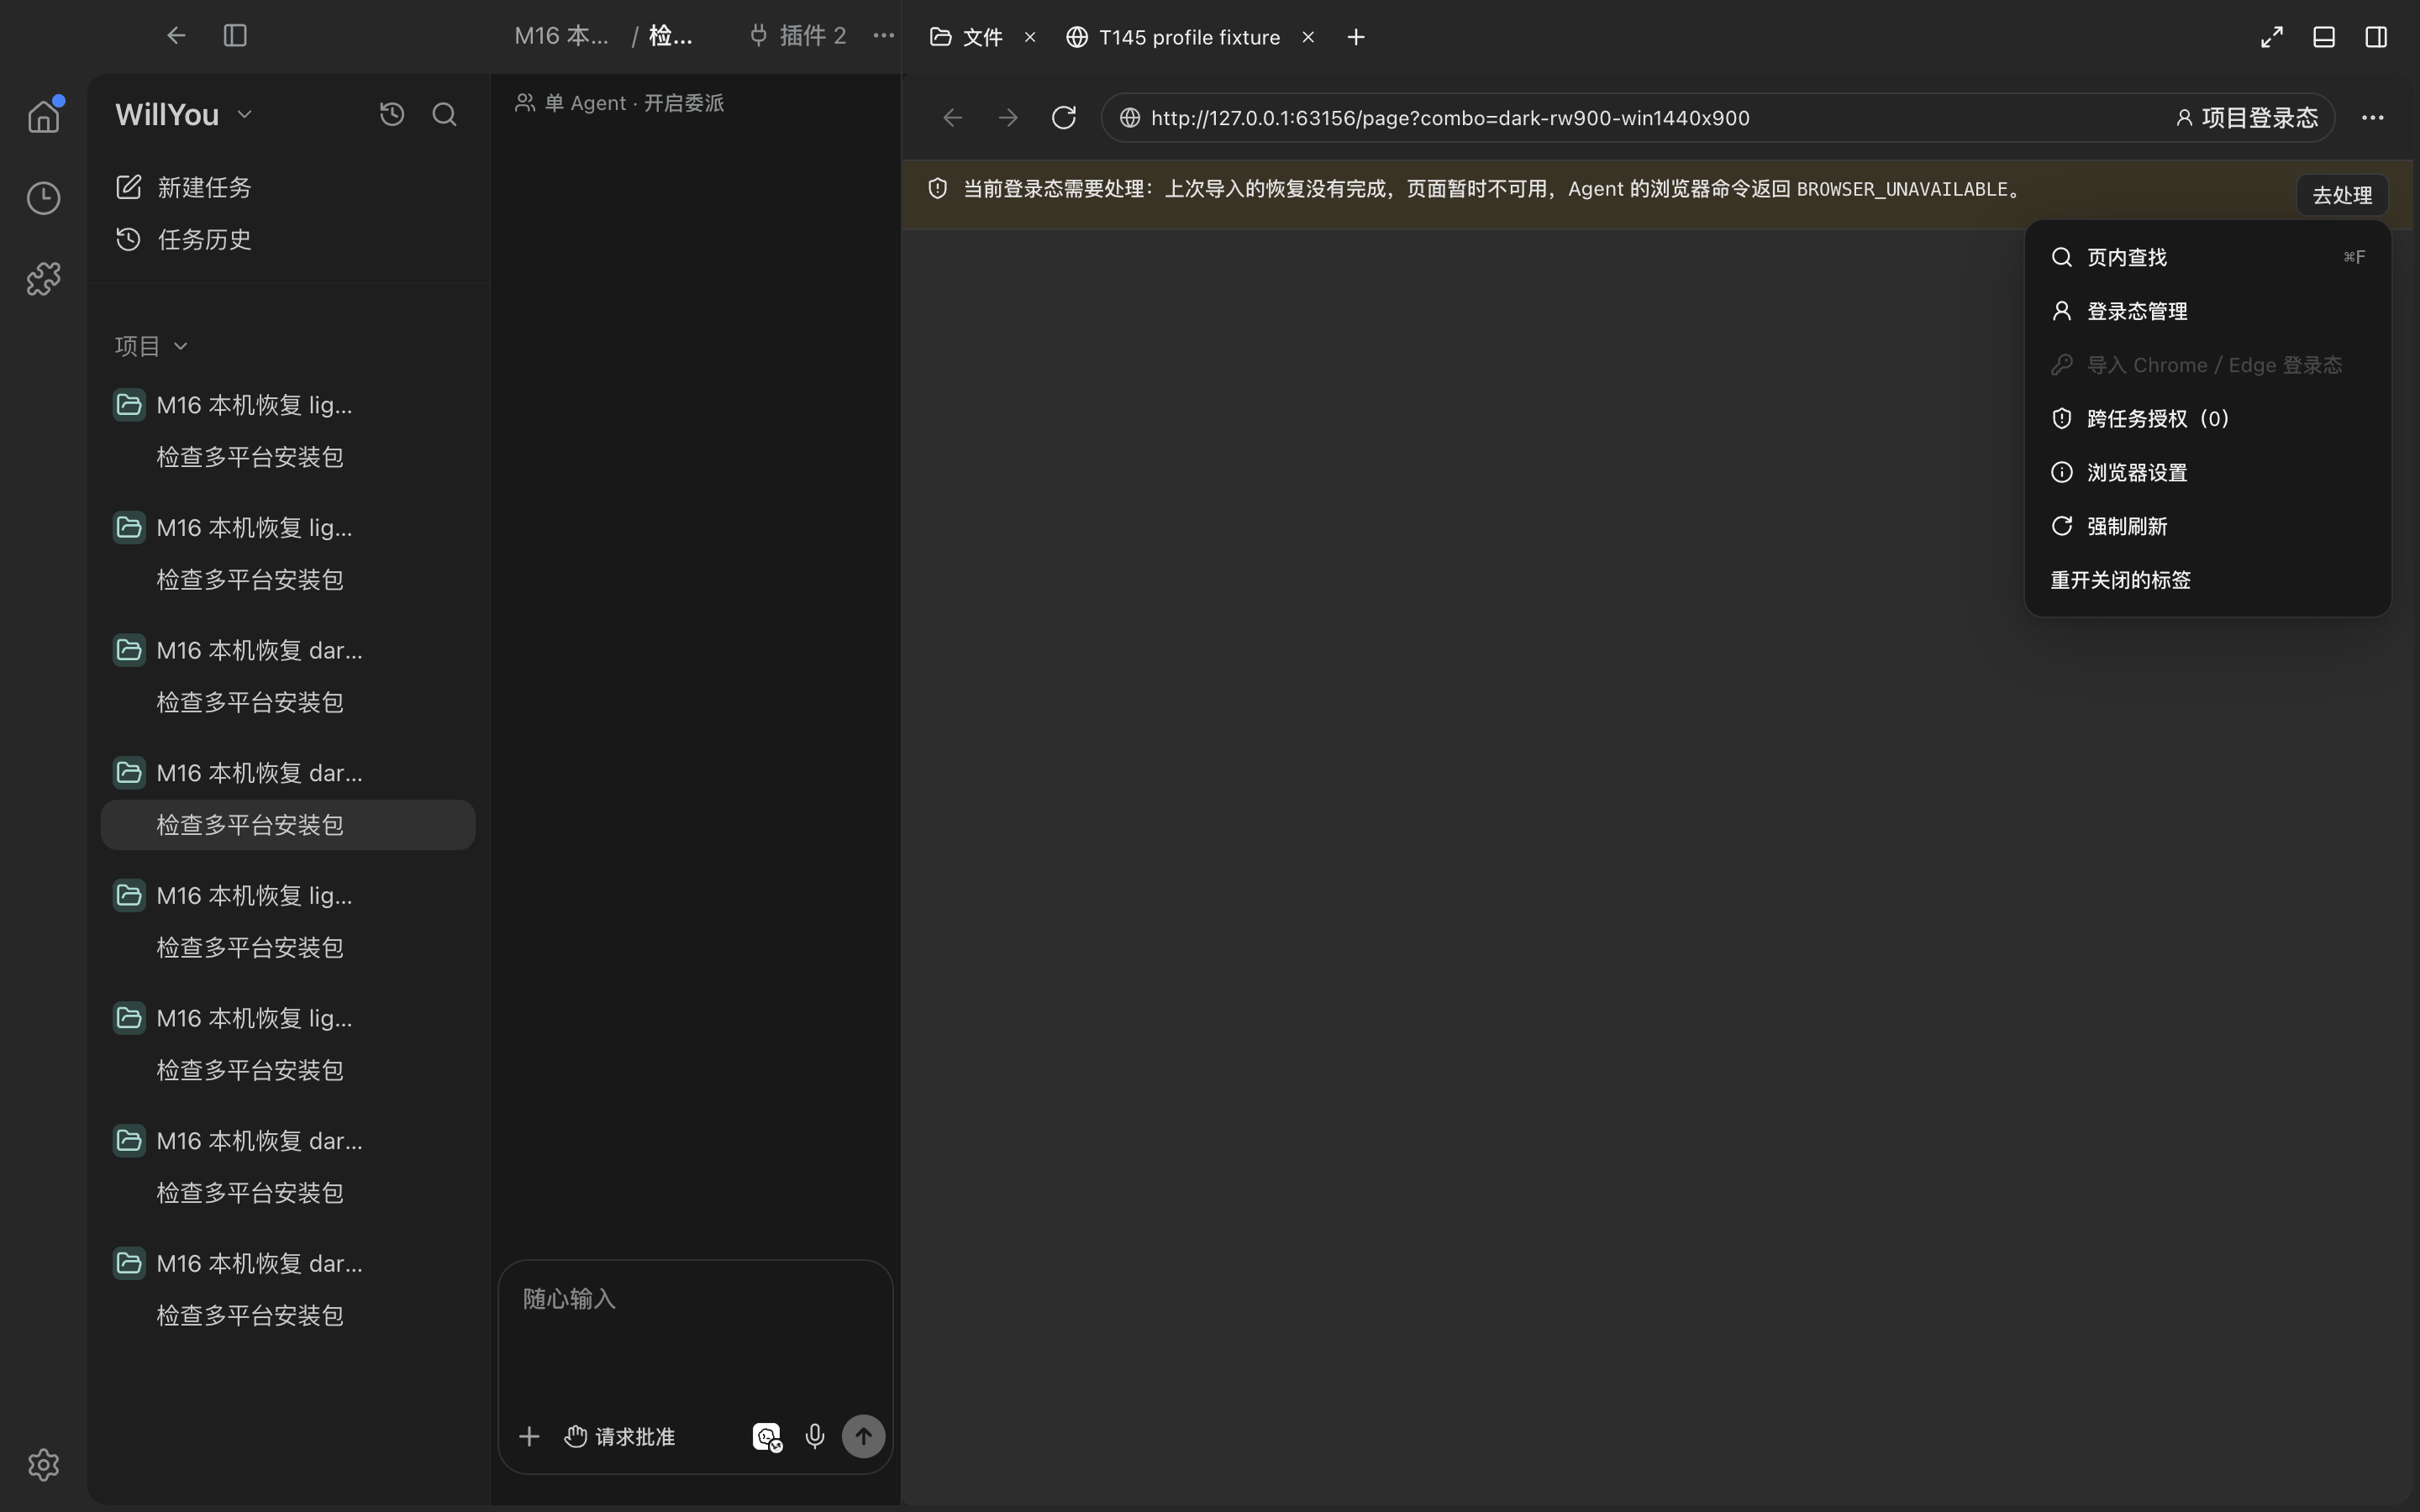 M16 本... / 检...
插件 2
文件
T145 profile fixture
WillYou
新建任务
任务历史
项目
M16 本机恢复 lig...
检查多平台安装包
M16 本机恢复 lig...
检查多平台安装包
M16 本机恢复 dar...
检查多平台安装包
M16 本机恢复 dar...
检查多平台安装包
M16 本机恢复 lig...
检查多平台安装包
M16 本机恢复 lig...
检查多平台安装包
M16 本机恢复 dar...
检查多平台安装包
M16 本机恢复 dar...
检查多平台安装包
单 Agent · 开启委派
随心输入
请求批准
http://127.0.0.1:63156/page?combo=dark-rw900-win1440x900
项目登录态
当前登录态需要处理：上次导入的恢复没有完成，页面暂时不可用，Agent 的浏览器命令返回 BROWSER_UNAVAILABLE。
去处理
页内查找 ⌘F
登录态管理
导入 Chrome / Edge 登录态
跨任务授权（0）
浏览器设置
强制刷新
重开关闭的标签